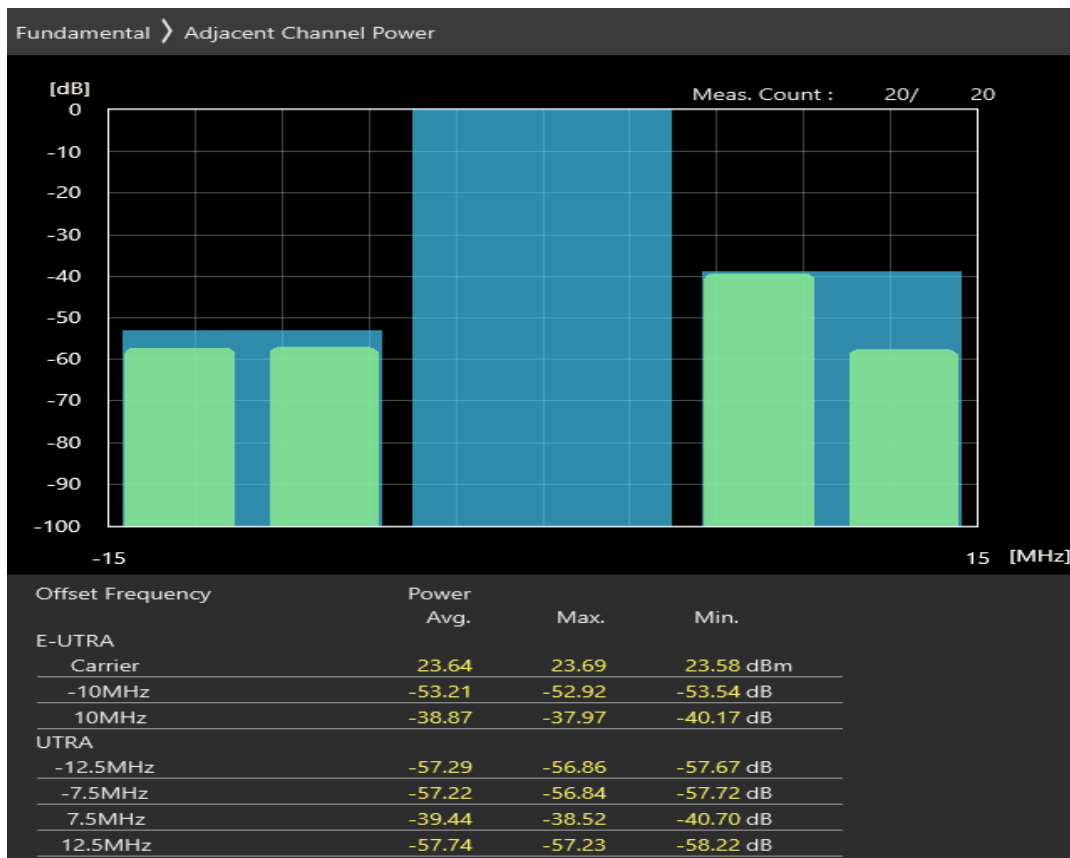 Fundamental 〉 Adjacent Channel Power
[dB]
Meas. Count : 20/ 20
0
-10
-20
-30
-40
-50
-60
-70
-80
-90
-100
-15 15 [MHz]
Offset Frequency Power
Avg. Max. Min.
E-UTRA
Carrier 23.64 23.69 23.58 dBm
-10MHz -53.21 -52.92 -53.54 dB
10MHz -38.87 -37.97 -40.17 dB
UTRA
-12.5MHz -57.29 -56.86 -57.67 dB
-7.5MHz -57.22 -56.84 -57.72 dB
7.5MHz -39.44 -38.52 -40.70 dB
12.5MHz -57.74 -57.23 -58.22 dB